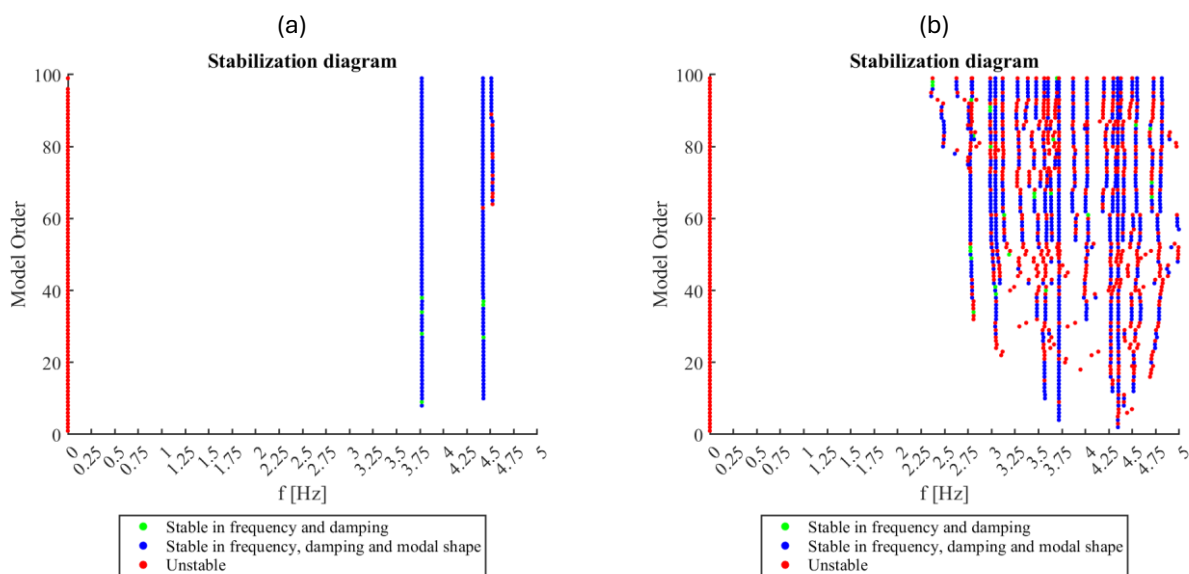 (a)
Stabilization diagram
100
80
60
40
20
0
Model Order
0 0.25 0.5 0.75 1 1.25 1.5 1.75 2 2.25 2.5 2.75 3 3.25 3.5 3.75 4 4.25 4.5 4.75 5
f [Hz]
Stable in frequency and damping
Stable in frequency, damping and modal shape
Unstable
(b)
Stabilization diagram
100
80
60
40
20
0
Model Order
0 0.25 0.5 0.75 1 1.25 1.5 1.75 2 2.25 2.5 2.75 3 3.25 3.5 3.75 4 4.25 4.5 4.75 5
f [Hz]
Stable in frequency and damping
Stable in frequency, damping and modal shape
Unstable